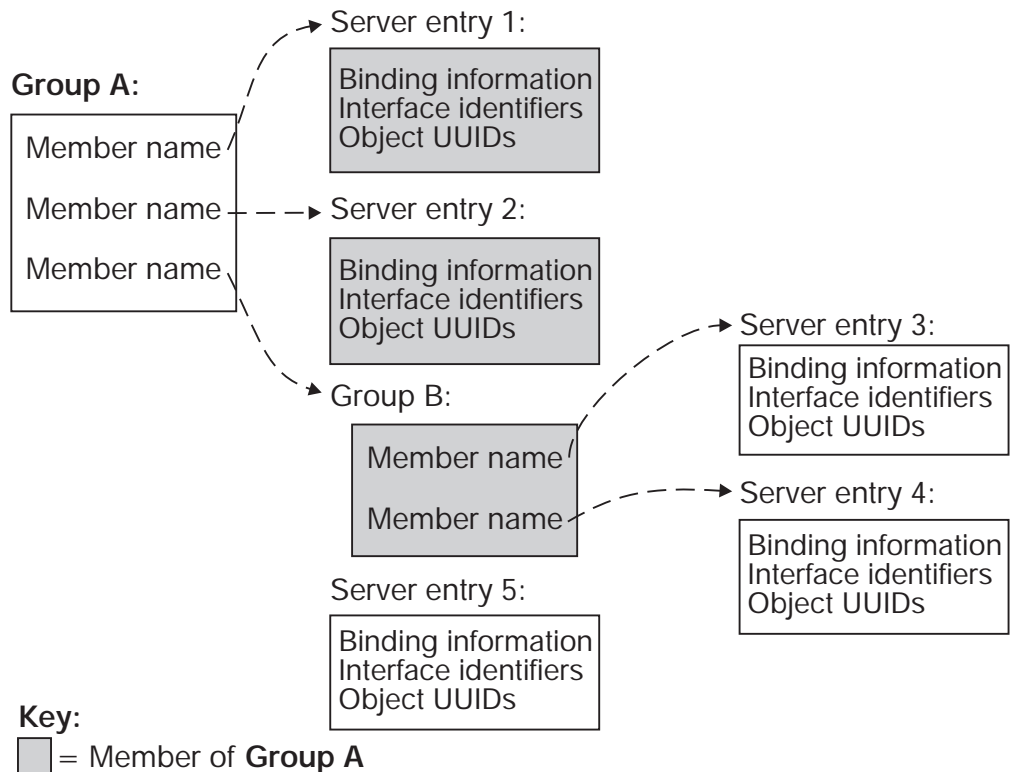 Server entry 1:
Binding information
Interface identifiers
Object UUIDs
Group A:
Member name
Member name
Member name
Server entry 2:
Binding information
Interface identifiers
Object UUIDs
Group B:
Member name
Member name
Server entry 3:
Binding information
Interface identifiers
Object UUIDs
Server entry 4:
Binding information
Interface identifiers
Object UUIDs
Server entry 5:
Binding information
Interface identifiers
Object UUIDs
Key:
= Member of Group A